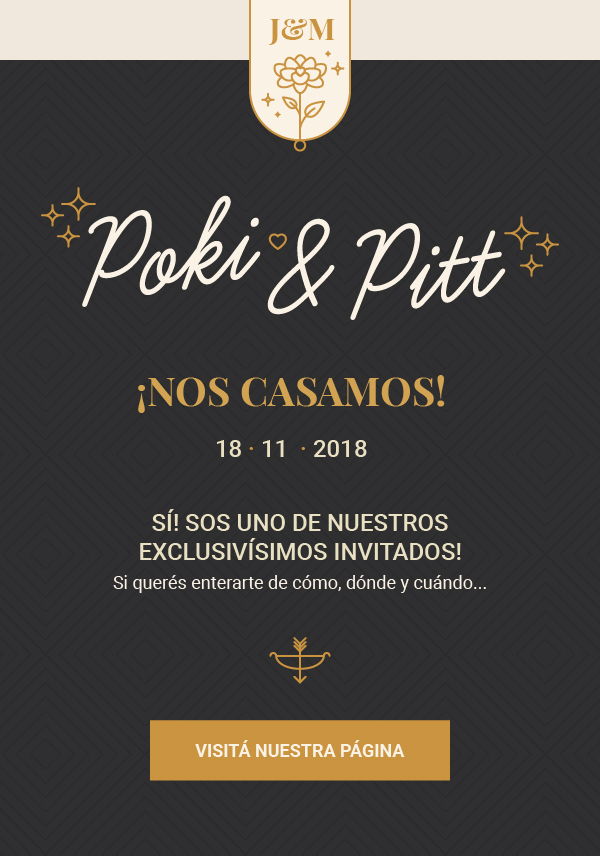 J&M
Poki & Pitt
¡NOS CASAMOS!
18 · 11 · 2018
SÍ! SOS UNO DE NUESTROS
EXCLUSIVÍSIMOS INVITADOS!
Si querés enterarte de cómo, dónde y cuándo...
VISITÁ NUESTRA PÁGINA